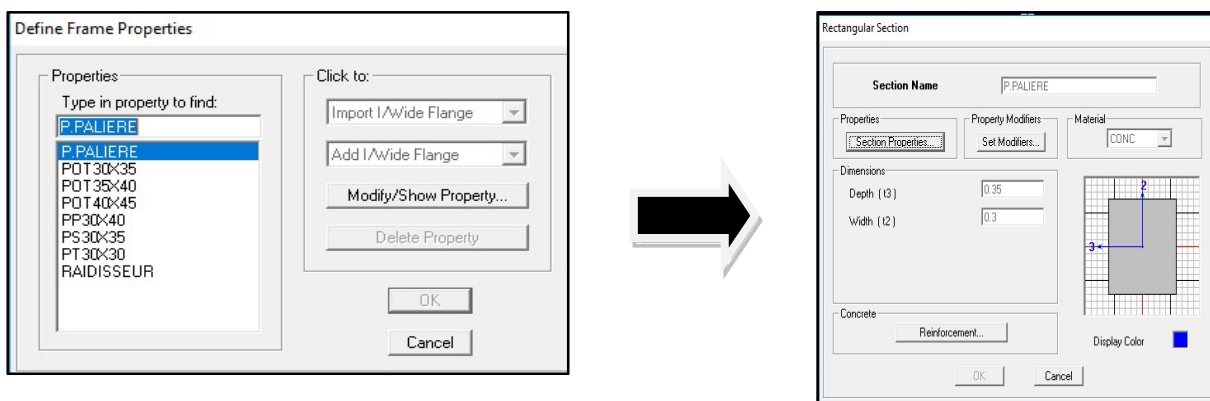 Define Frame Properties
Properties
Type in property to find:
P.PALIERE
P.PALIERE
POT30X35
POT35X40
POT40X45
PP30X40
PS30X35
PT30X30
RAIDISSEUR
Click to:
Import I/Wide Flange
Add I/Wide Flange
Modify/Show Property...
Delete Property
OK
Cancel
Rectangular Section
Section Name P.PALIERE
Properties
Section Properties...
Property Modifiers
Set Modifiers...
Material
CONC
Dimensions
Depth (t3) 0.35
Width (t2) 0.3
2
3
Concrete
Reinforcement...
Display Color
OK Cancel